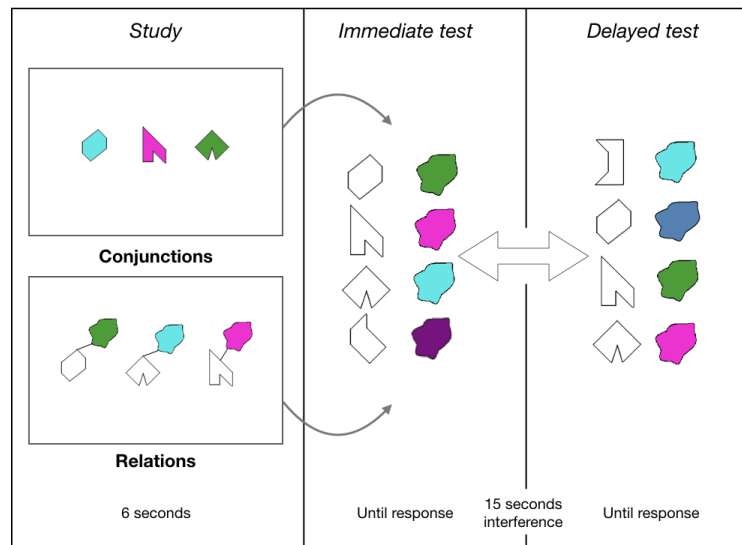 Study
Immediate test
Delayed test
Conjunctions
Relations
6 seconds
Until response
15 seconds
interference
Until response